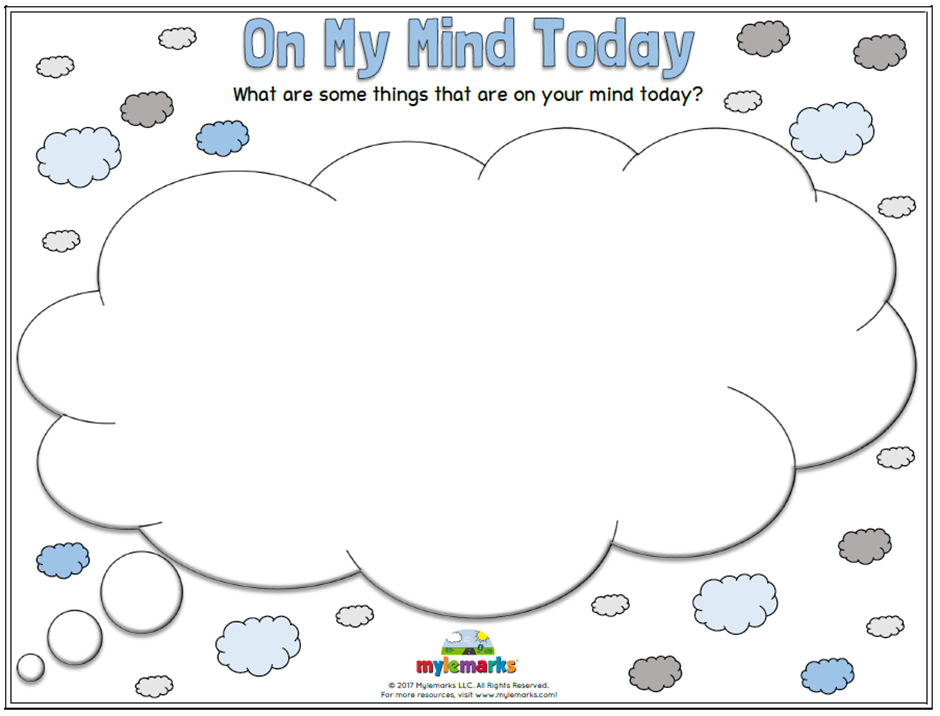 On My Mind Today
What are some things that are on your mind today?
mylemarks
© 2017 Mylemarks LLC. All Rights Reserved.
For more resources, visit www.mylemarks.com!